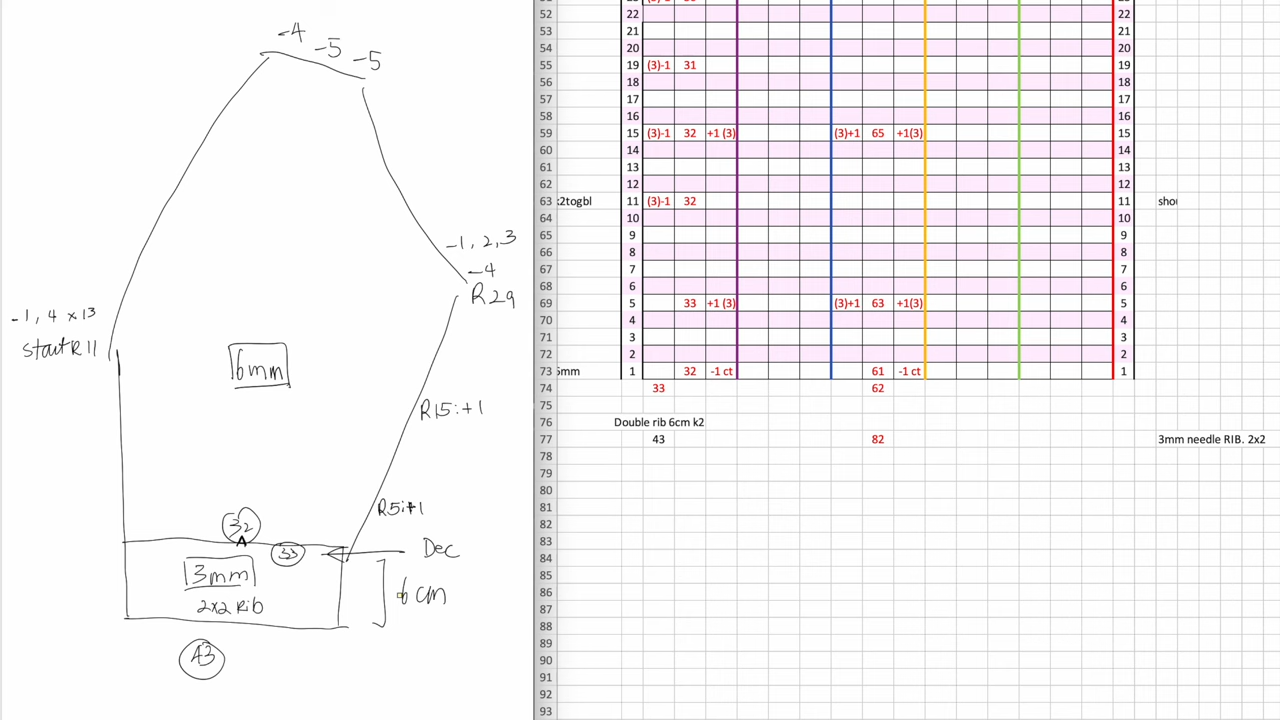 -4
-5
-5
-1, 2, 3
-4
R29
-1, 4 x 13
start R 11
6mm
R15: +1
R5: +1
32
33
Dec
3mm
2x2 Rib
6 cm
43
52 22 22
53 21 21
54 20 20
55 19 (3)-1 31 19
56 18 18
57 17 17
58 16 16
59 15 (3)-1 32 +1 (3) (3)+1 65 +1(3) 15
60 14 14
61 13 13
62 12 12
63 k2togbl 11 (3)-1 32 11
64 10 10
65 9 9
66 8 8
67 7 7
68 6 6
69 5 33 +1 (3) (3)+1 63 +1(3) 5
70 4 4
71 3 3
72 2 2
73 1 32 -1 ct 61 -1 ct 1
74 33 62
75
76 Double rib 6cm k2
77 43 82 3mm needle RIB. 2x2
78
79
80
81
82
83
84
85
86
87
88
89
90
91
92
93